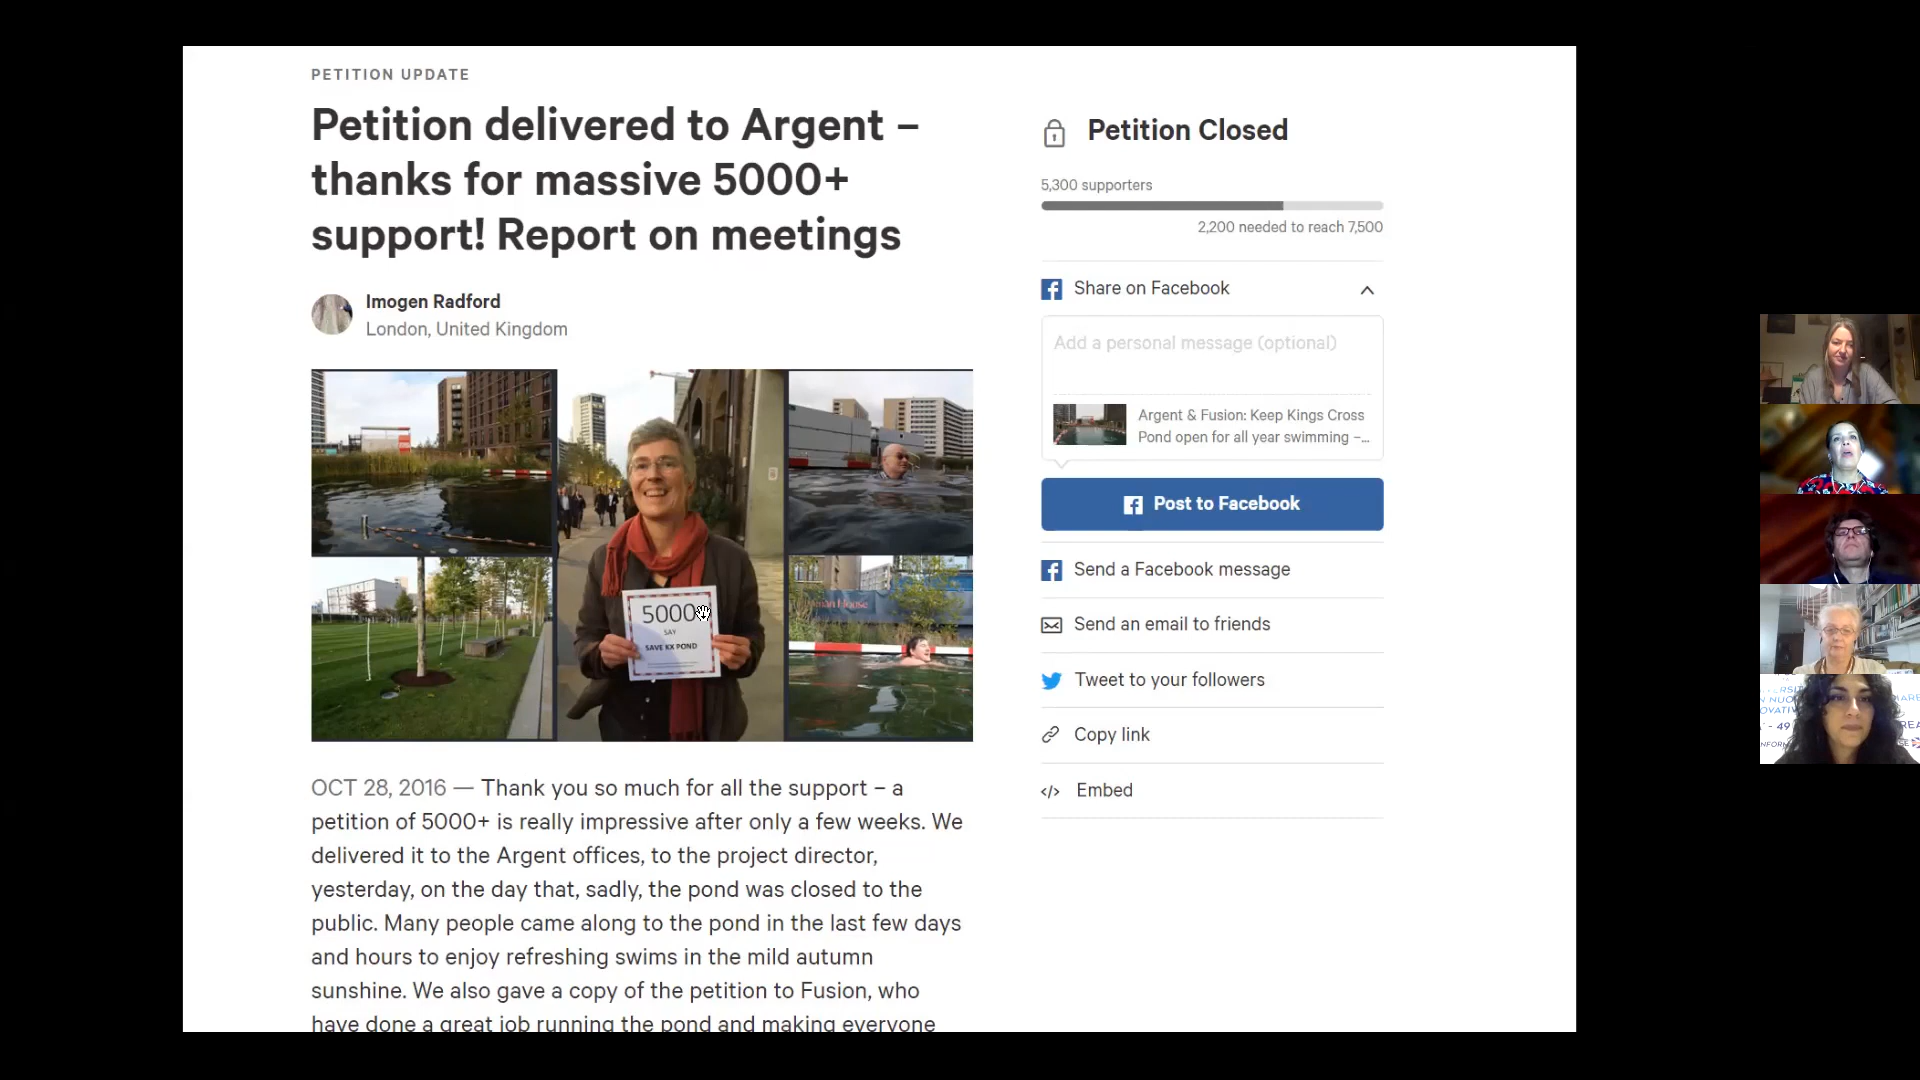 PETITION UPDATE
Petition delivered to Argent –
thanks for massive 5000+
support! Report on meetings
Imogen Radford
London, United Kingdom
5000
SAY
SAVE KX POND
OCT 28, 2016 — Thank you so much for all the support – a
petition of 5000+ is really impressive after only a few weeks. We
delivered it to the Argent offices, to the project director,
yesterday, on the day that, sadly, the pond was closed to the
public. Many people came along to the pond in the last few days
and hours to enjoy refreshing swims in the mild autumn
sunshine. We also gave a copy of the petition to Fusion, who
have done a great job running the pond and making everyone
Petition Closed
5,300 supporters
2,200 needed to reach 7,500
Share on Facebook
Add a personal message (optional)
Argent & Fusion: Keep Kings Cross
Pond open for all year swimming –...
Post to Facebook
Send a Facebook message
Send an email to friends
Tweet to your followers
Copy link
</> Embed